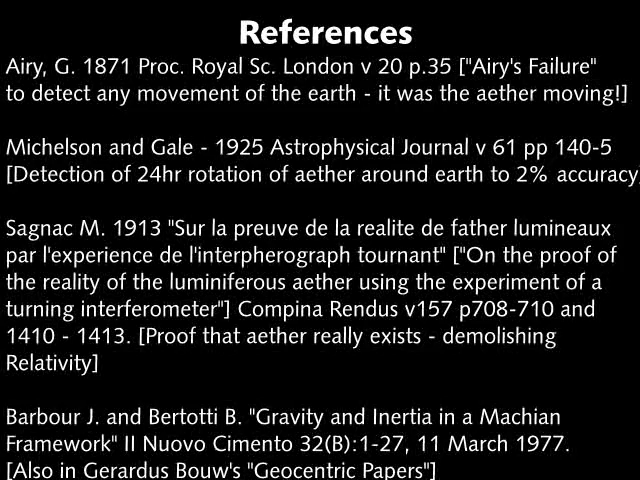 References
Airy, G. 1871 Proc. Royal Sc. London v 20 p.35 ["Airy's Failure"
to detect any movement of the earth - it was the aether moving!]
Michelson and Gale - 1925 Astrophysical Journal v 61 pp 140-5
[Detection of 24hr rotation of aether around earth to 2% accuracy,
Sagnac M. 1913 "Sur la preuve de la realite de father lumineaux
par l'experience de l'interpherograph tournant" ["On the proof of
the reality of the luminiferous aether using the experiment of a
turning interferometer"] Compina Rendus v157 p708-710 and
1410 - 1413. [Proof that aether really exists - demolishing
Relativity]
Barbour J. and Bertotti B. "Gravity and Inertia in a Machian
Framework" II Nuovo Cimento 32(B):1-27, 11 March 1977.
[Also in Gerardus Bouw's "Geocentric Papers"]